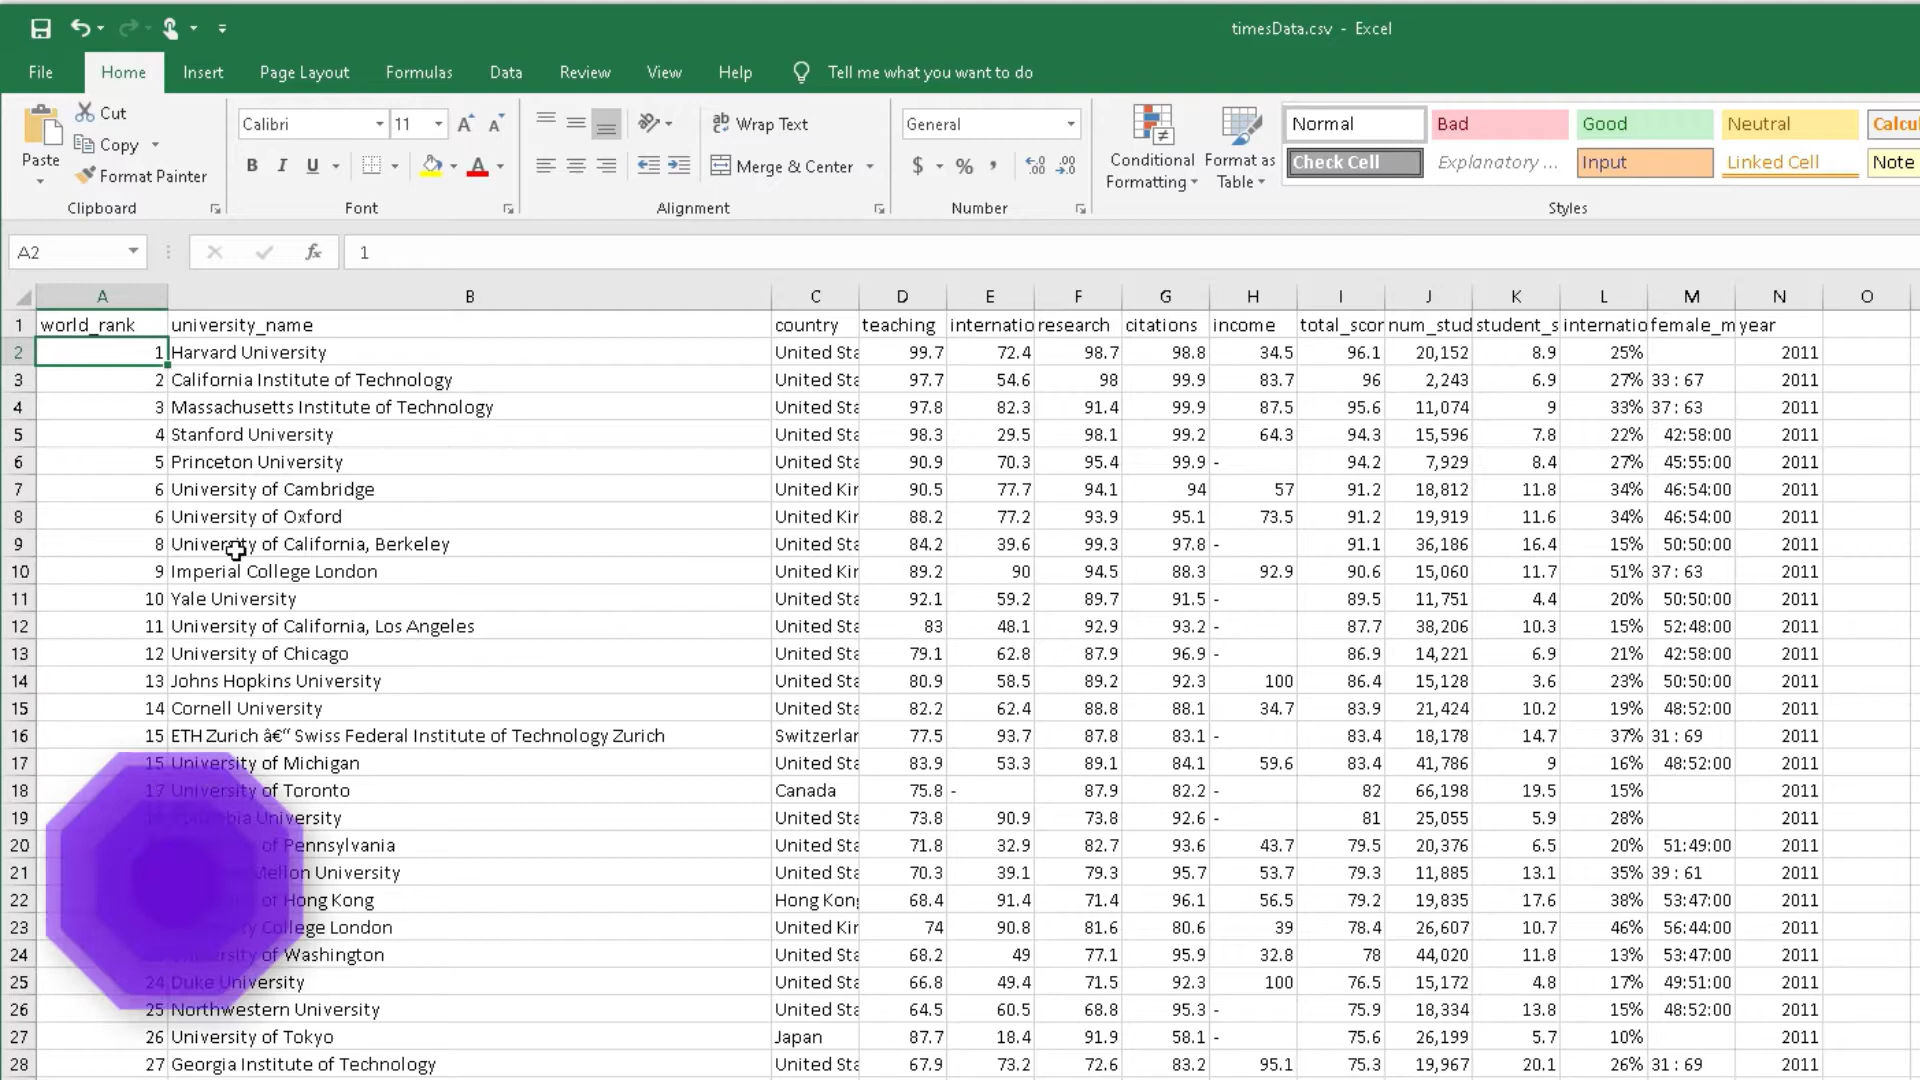 timesData.csv - Excel
File Home Insert Page Layout Formulas Data Review View Help Tell me what you want to do
Paste Cut Copy Format Painter Clipboard
Calibri 11 B I U A Font
Wrap Text Merge & Center Alignment
General $ % , Number
Conditional Formatting Format as Table
Normal Bad Good Neutral Calcu
Check Cell Explanatory ... Input Linked Cell Note
Styles
A2 fx 1
A B C D E F G H I J K L M N O
1 world_rank university_name country teaching internatio research citations income total_scor num_stud student_s internatio female_m year
2 1 Harvard University United Sta 99.7 72.4 98.7 98.8 34.5 96.1 20,152 8.9 25% 2011
3 2 California Institute of Technology United Sta 97.7 54.6 98 99.9 83.7 96 2,243 6.9 27% 33 : 67 2011
4 3 Massachusetts Institute of Technology United Sta 97.8 82.3 91.4 99.9 87.5 95.6 11,074 9 33% 37 : 63 2011
5 4 Stanford University United Sta 98.3 29.5 98.1 99.2 64.3 94.3 15,596 7.8 22% 42:58:00 2011
6 5 Princeton University United Sta 90.9 70.3 95.4 99.9 - 94.2 7,929 8.4 27% 45:55:00 2011
7 6 University of Cambridge United Kin 90.5 77.7 94.1 94 57 91.2 18,812 11.8 34% 46:54:00 2011
8 6 University of Oxford United Kin 88.2 77.2 93.9 95.1 73.5 91.2 19,919 11.6 34% 46:54:00 2011
9 8 University of California, Berkeley United Sta 84.2 39.6 99.3 97.8 - 91.1 36,186 16.4 15% 50:50:00 2011
10 9 Imperial College London United Kin 89.2 90 94.5 88.3 92.9 90.6 15,060 11.7 51% 37 : 63 2011
11 10 Yale University United Sta 92.1 59.2 89.7 91.5 - 89.5 11,751 4.4 20% 50:50:00 2011
12 11 University of California, Los Angeles United Sta 83 48.1 92.9 93.2 - 87.7 38,206 10.3 15% 52:48:00 2011
13 12 University of Chicago United Sta 79.1 62.8 87.9 96.9 - 86.9 14,221 6.9 21% 42:58:00 2011
14 13 Johns Hopkins University United Sta 80.9 58.5 89.2 92.3 100 86.4 15,128 3.6 23% 50:50:00 2011
15 14 Cornell University United Sta 82.2 62.4 88.8 88.1 34.7 83.9 21,424 10.2 19% 48:52:00 2011
16 15 ETH Zurich â€“ Swiss Federal Institute of Technology Zurich Switzerlar 77.5 93.7 87.8 83.1 - 83.4 18,178 14.7 37% 31 : 69 2011
17 15 University of Michigan United Sta 83.9 53.3 89.1 84.1 59.6 83.4 41,786 9 16% 48:52:00 2011
18 17 University of Toronto Canada 75.8 - 87.9 82.2 - 82 66,198 19.5 15% 2011
19 University United Sta 73.8 90.9 73.8 92.6 - 81 25,055 5.9 28% 2011
20 of Pennsylvania United Sta 71.8 32.9 82.7 93.6 43.7 79.5 20,376 6.5 20% 51:49:00 2011
21 Mellon University United Sta 70.3 39.1 79.3 95.7 53.7 79.3 11,885 13.1 35% 39 : 61 2011
22 of Hong Kong Hong Kong 68.4 91.4 71.4 96.1 56.5 79.2 19,835 17.6 38% 53:47:00 2011
23 College London United Kin 74 90.8 81.6 80.6 39 78.4 26,607 10.7 46% 56:44:00 2011
24 University of Washington United Sta 68.2 49 77.1 95.9 32.8 78 44,020 11.8 13% 53:47:00 2011
25 24 Duke University United Sta 66.8 49.4 71.5 92.3 100 76.5 15,172 4.8 17% 49:51:00 2011
26 25 Northwestern University United Sta 64.5 60.5 68.8 95.3 - 75.9 18,334 13.8 15% 48:52:00 2011
27 26 University of Tokyo Japan 87.7 18.4 91.9 58.1 - 75.6 26,199 5.7 10% 2011
28 27 Georgia Institute of Technology United Sta 67.9 73.2 72.6 83.2 95.1 75.3 19,967 20.1 26% 31 : 69 2011